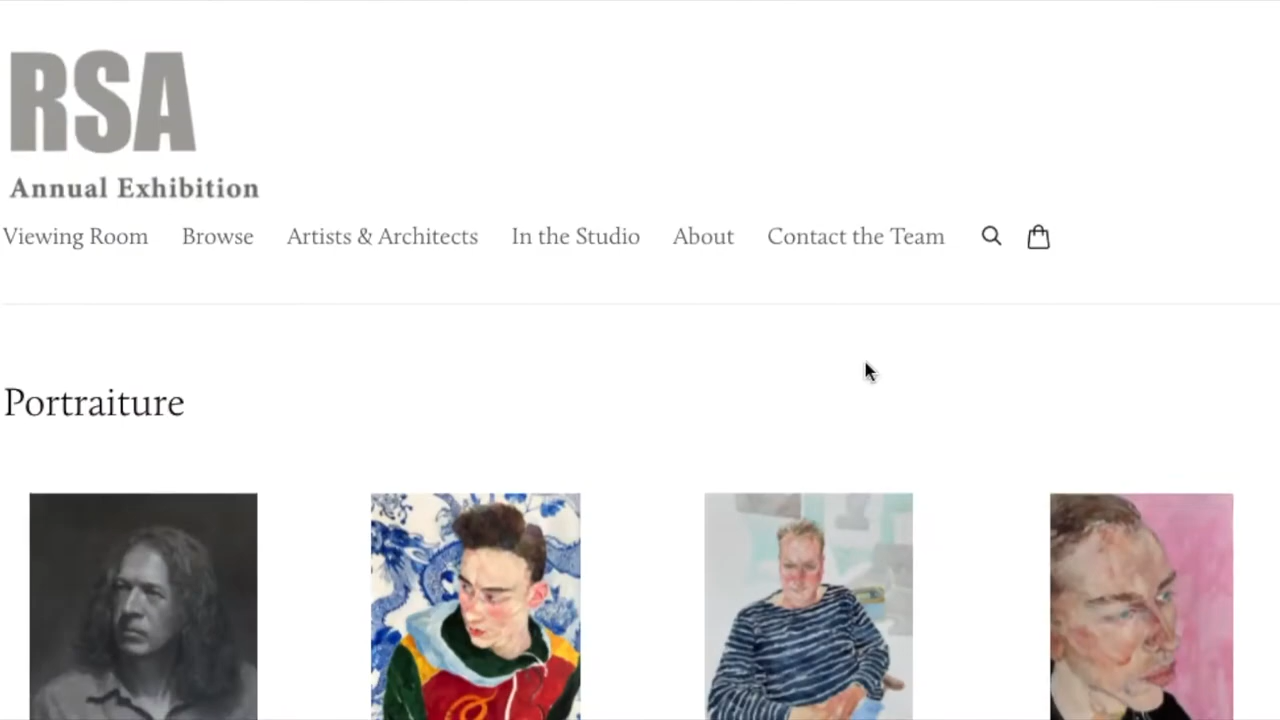 RSA
Annual Exhibition
Viewing Room Browse Artists & Architects In the Studio About Contact the Team
Portraiture